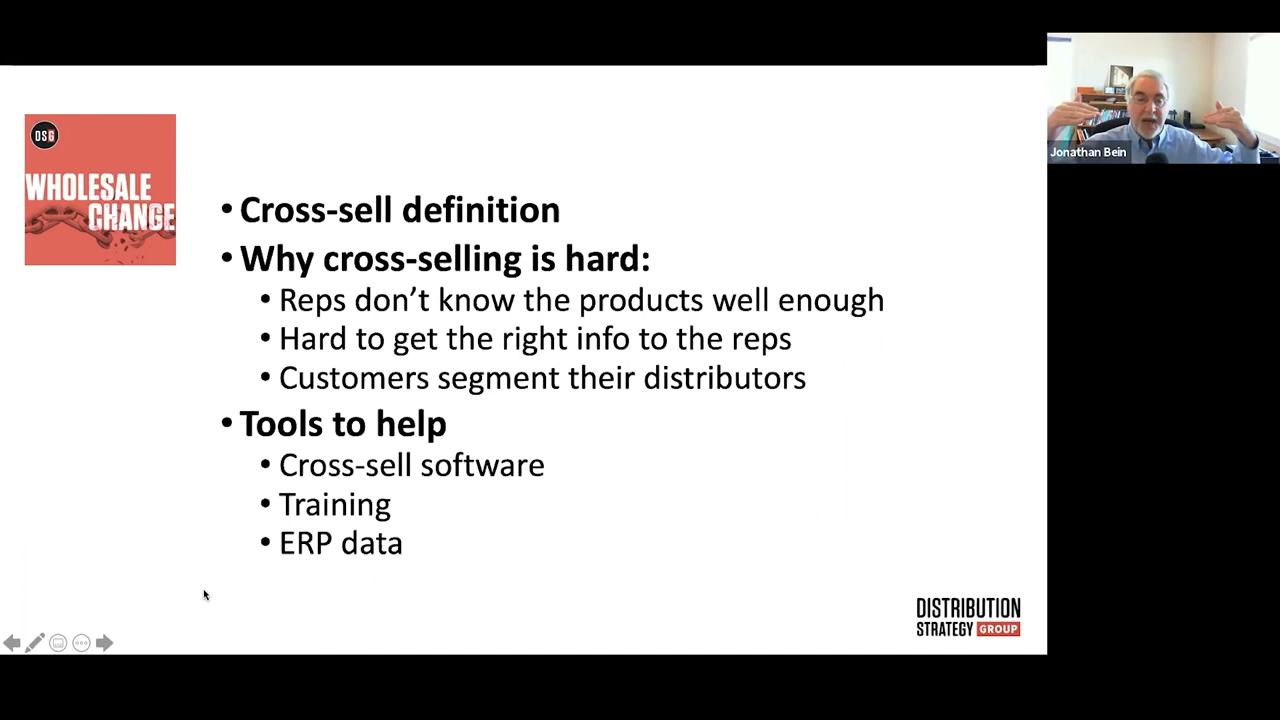 DSG
WHOLESALE
CHANGE
• Cross-sell definition
• Why cross-selling is hard:
• Reps don’t know the products well enough
• Hard to get the right info to the reps
• Customers segment their distributors
• Tools to help
• Cross-sell software
• Training
• ERP data
DISTRIBUTION
STRATEGY GROUP
Jonathan Bein